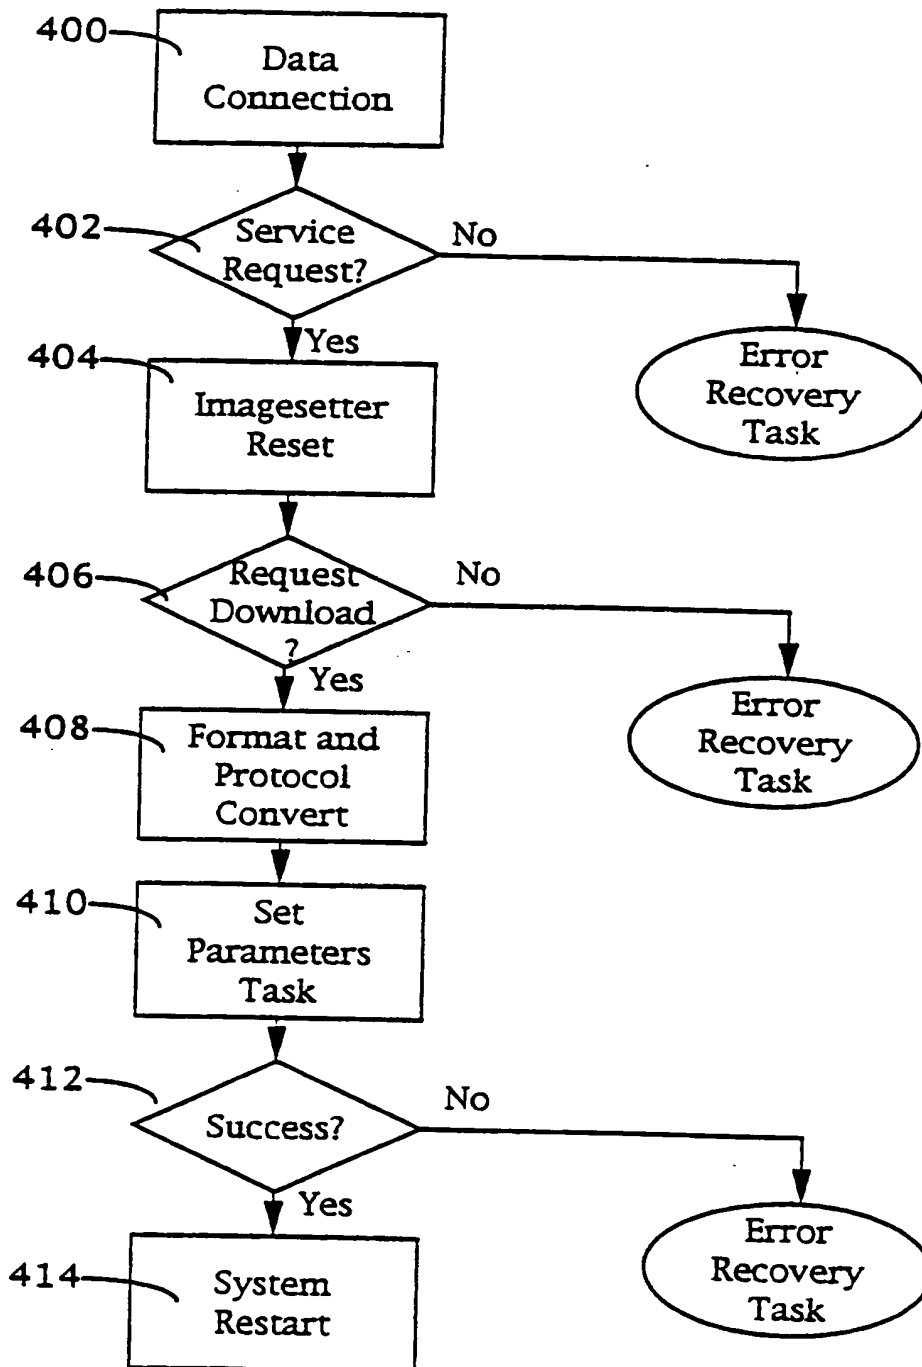 400
Data
Connection
402
Service
Request?
No
Yes
Error
Recovery
Task
404
Imagesetter
Reset
406
Request
Download
?
No
Yes
Error
Recovery
Task
408
Format and
Protocol
Convert
410
Set
Parameters
Task
412
Success?
No
Yes
Error
Recovery
Task
414
System
Restart